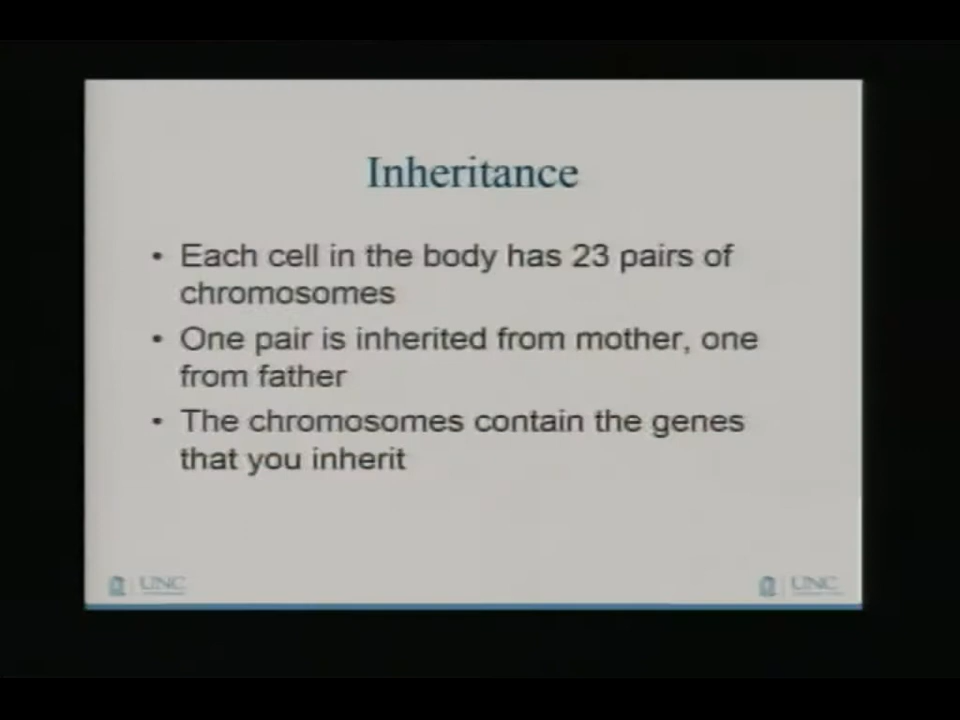 Inheritance
• Each cell in the body has 23 pairs of
chromosomes
• One pair is inherited from mother, one
from father
• The chromosomes contain the genes
that you inherit
UNC
UNC